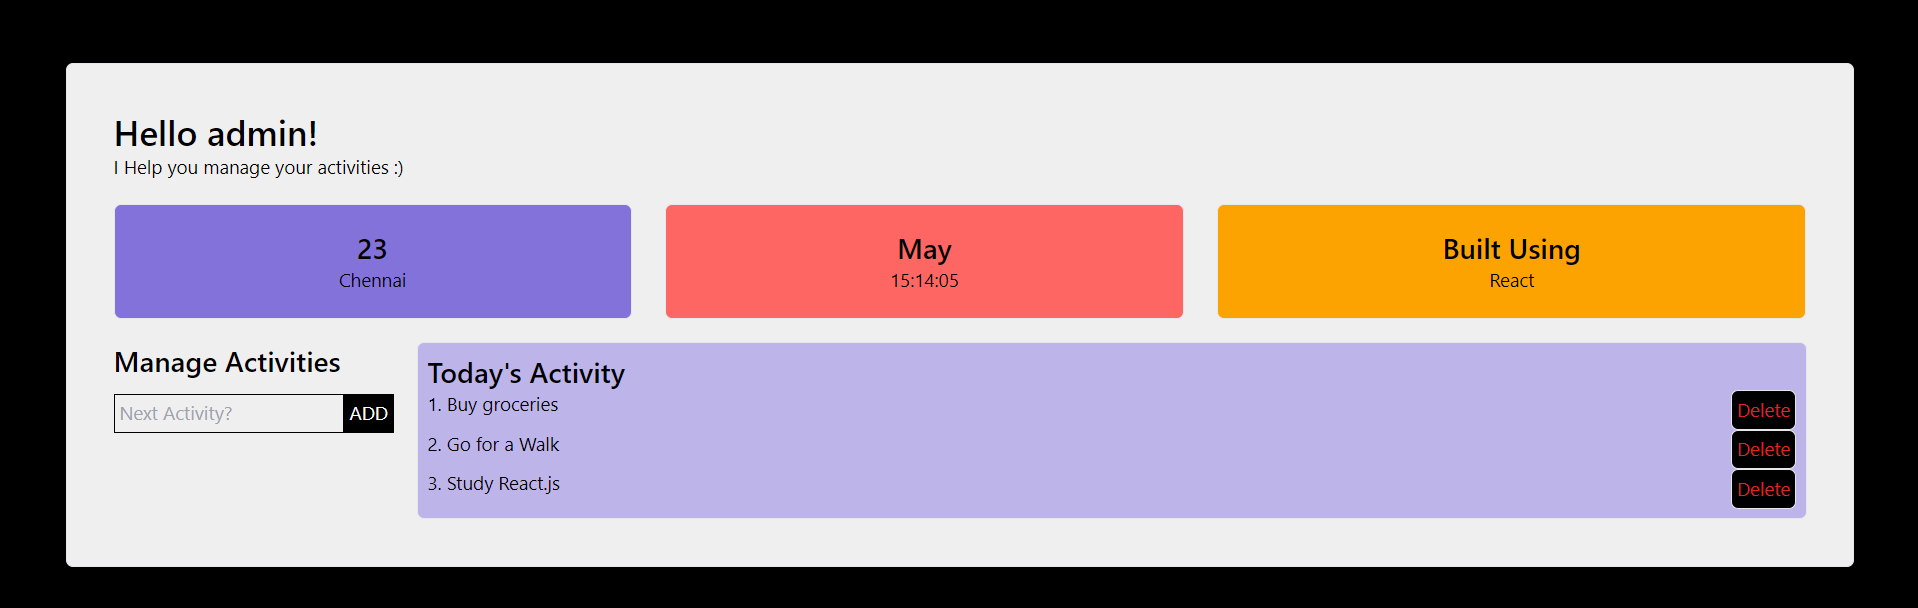 Hello admin!
I Help you manage your activities :)
23
Chennai
May
15:14:05
Built Using
React
Manage Activities
Next Activity?
ADD
Today's Activity
1. Buy groceries
Delete
2. Go for a Walk
Delete
3. Study React.js
Delete